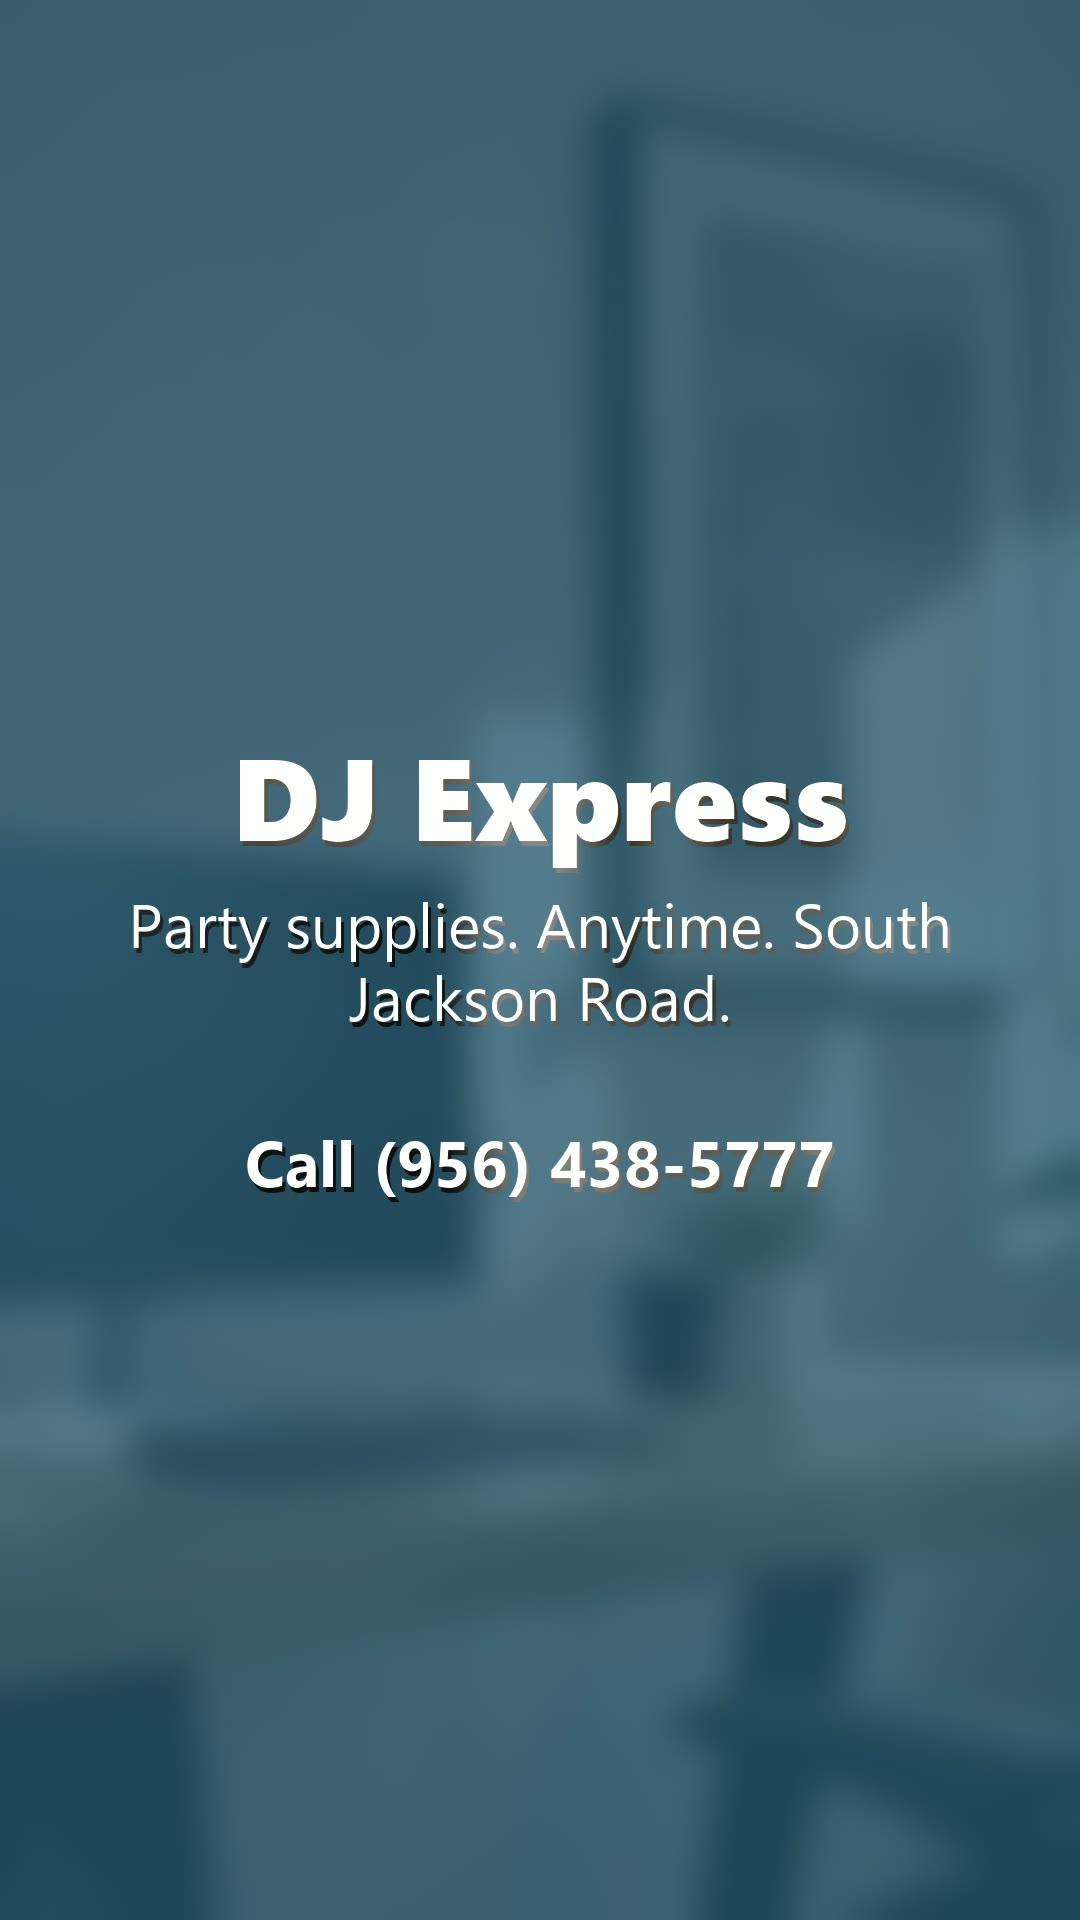 DJ Express
Party supplies. Anytime. South
Jackson Road.
Call (956) 438-5777